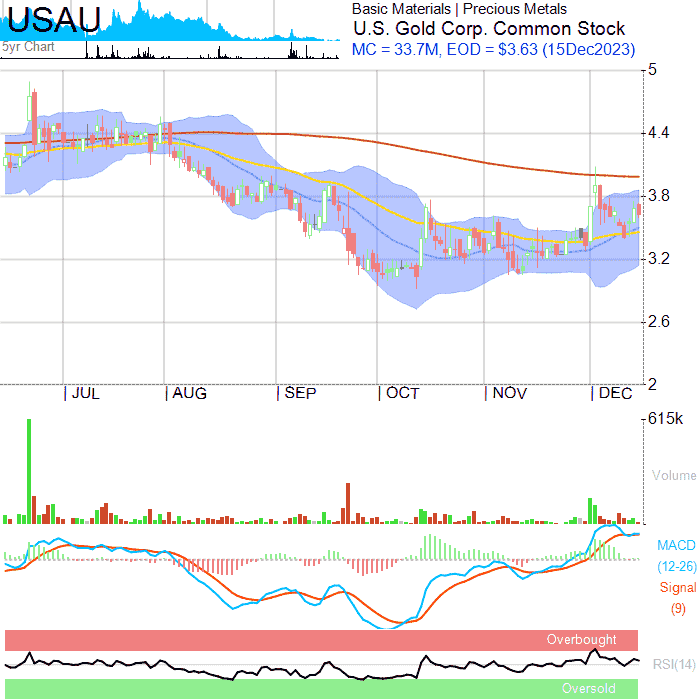 USAU
5yr Chart
Basic Materials | Precious Metals
U.S. Gold Corp. Common Stock
MC = 33.7M, EOD = $3.63 (15Dec2023)
5
4.4
3.8
3.2
2.6
2
JUL AUG SEP OCT NOV DEC
615k
Volume
MACD
(12-26)
Signal
(9)
Overbought
RSI(14)
Oversold